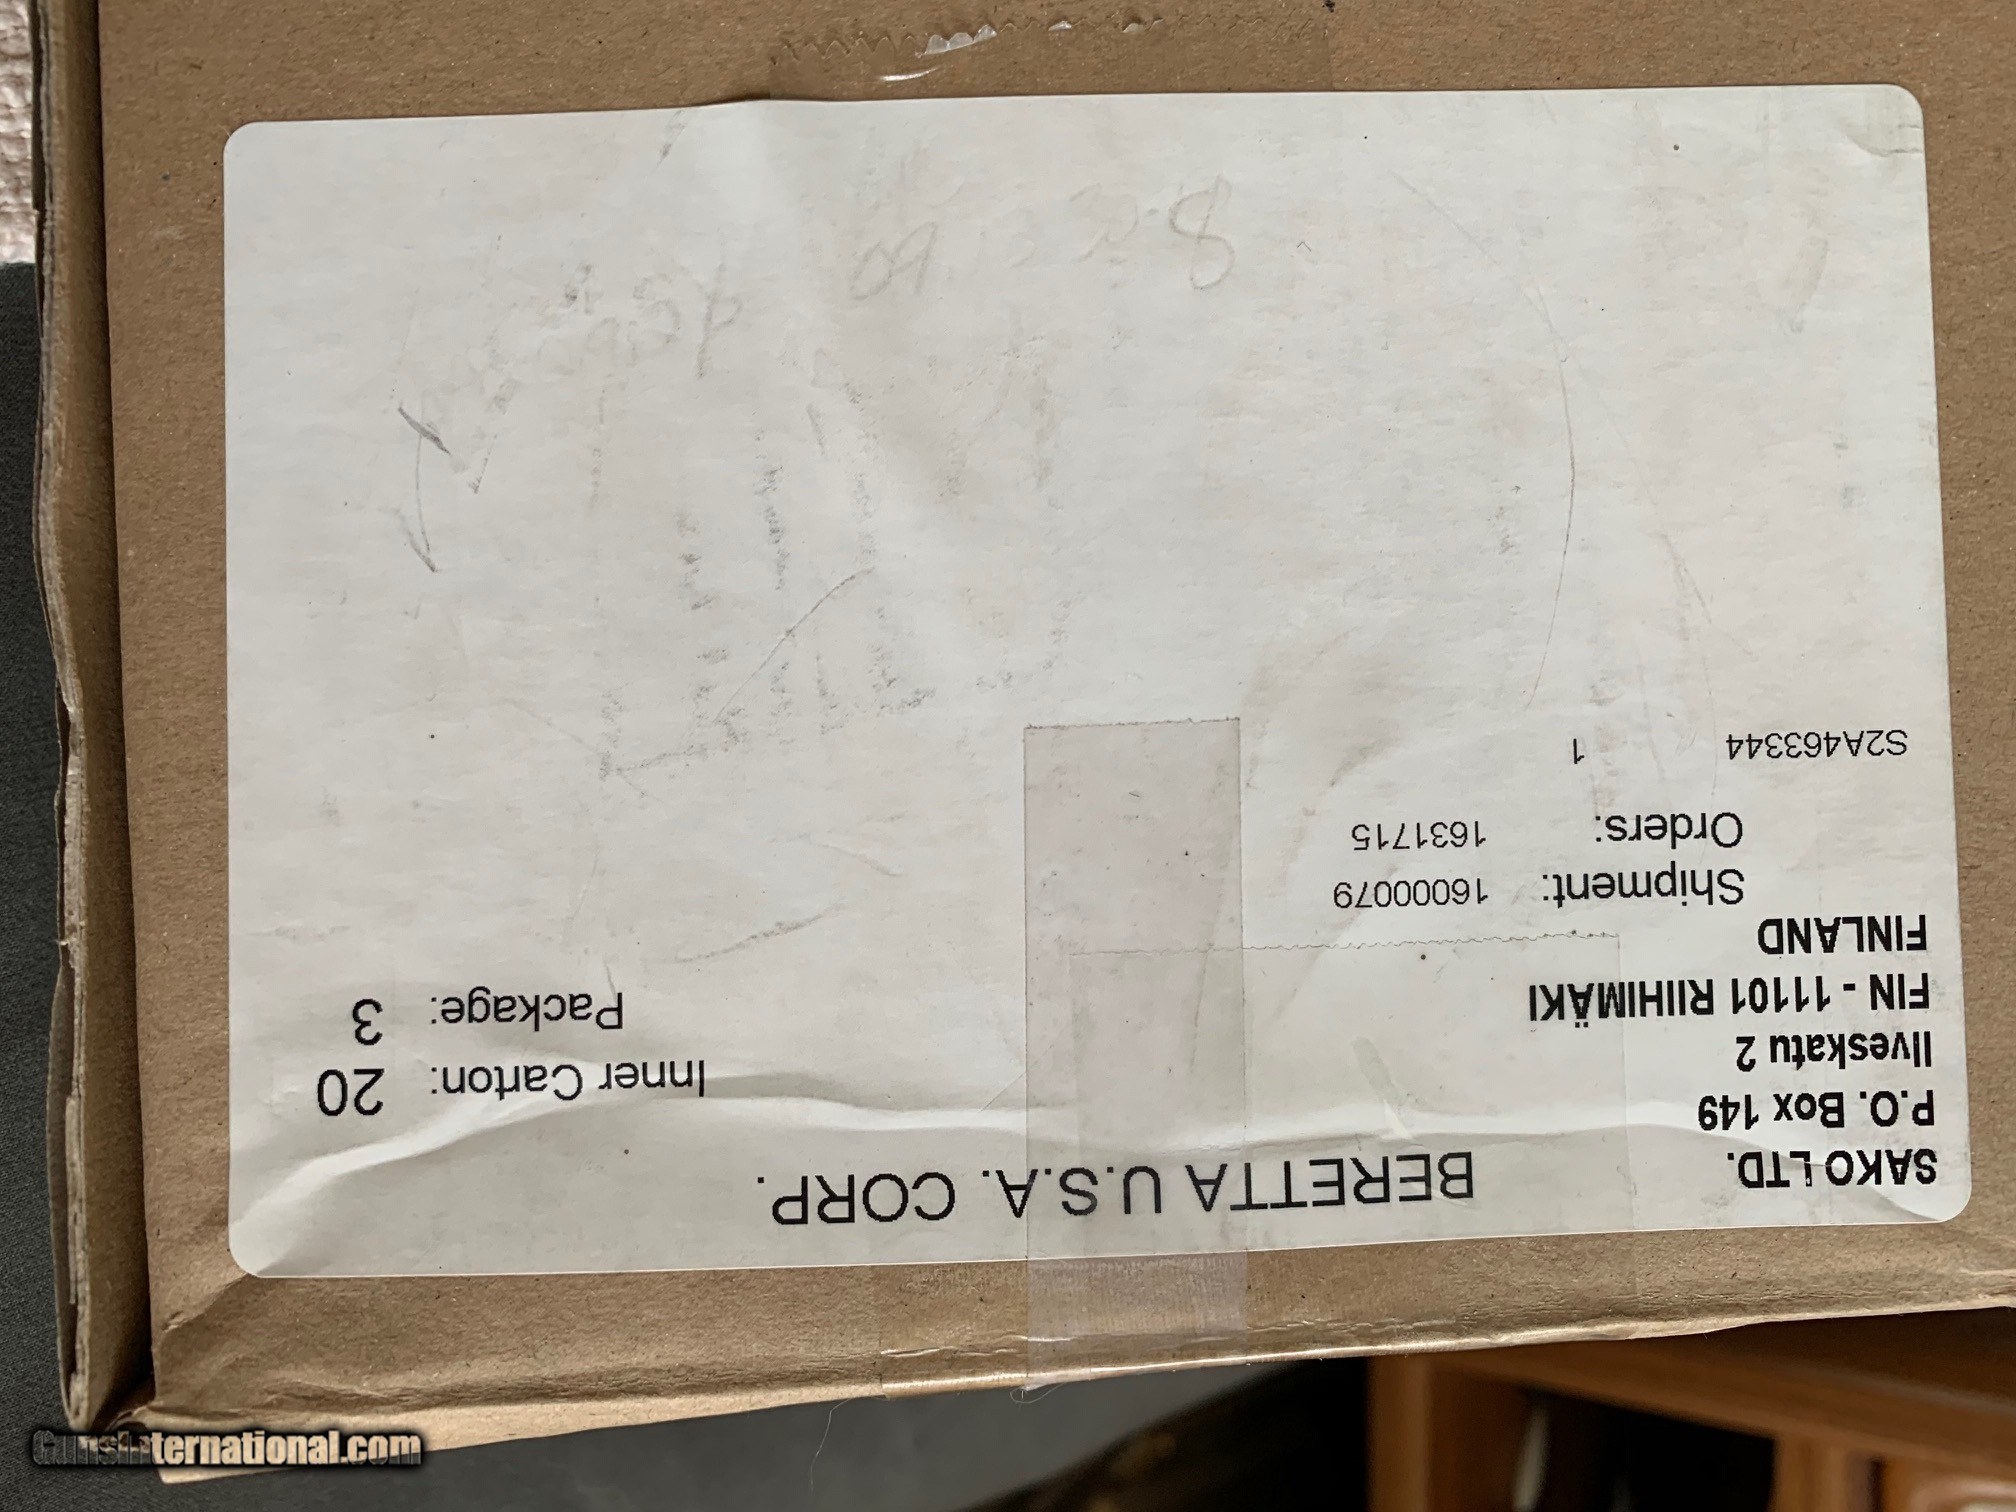 SAKO LTD.
P.O. Box 149
Ilveskatu 2
FIN - 11101 RIIHIMÄKI
FINLAND
BERETTA U.S.A. CORP.
Inner Carton: 20
Package: 3
Shipment: 16000079
Orders: 1631715
S2A463344 1
GunsInternational.com